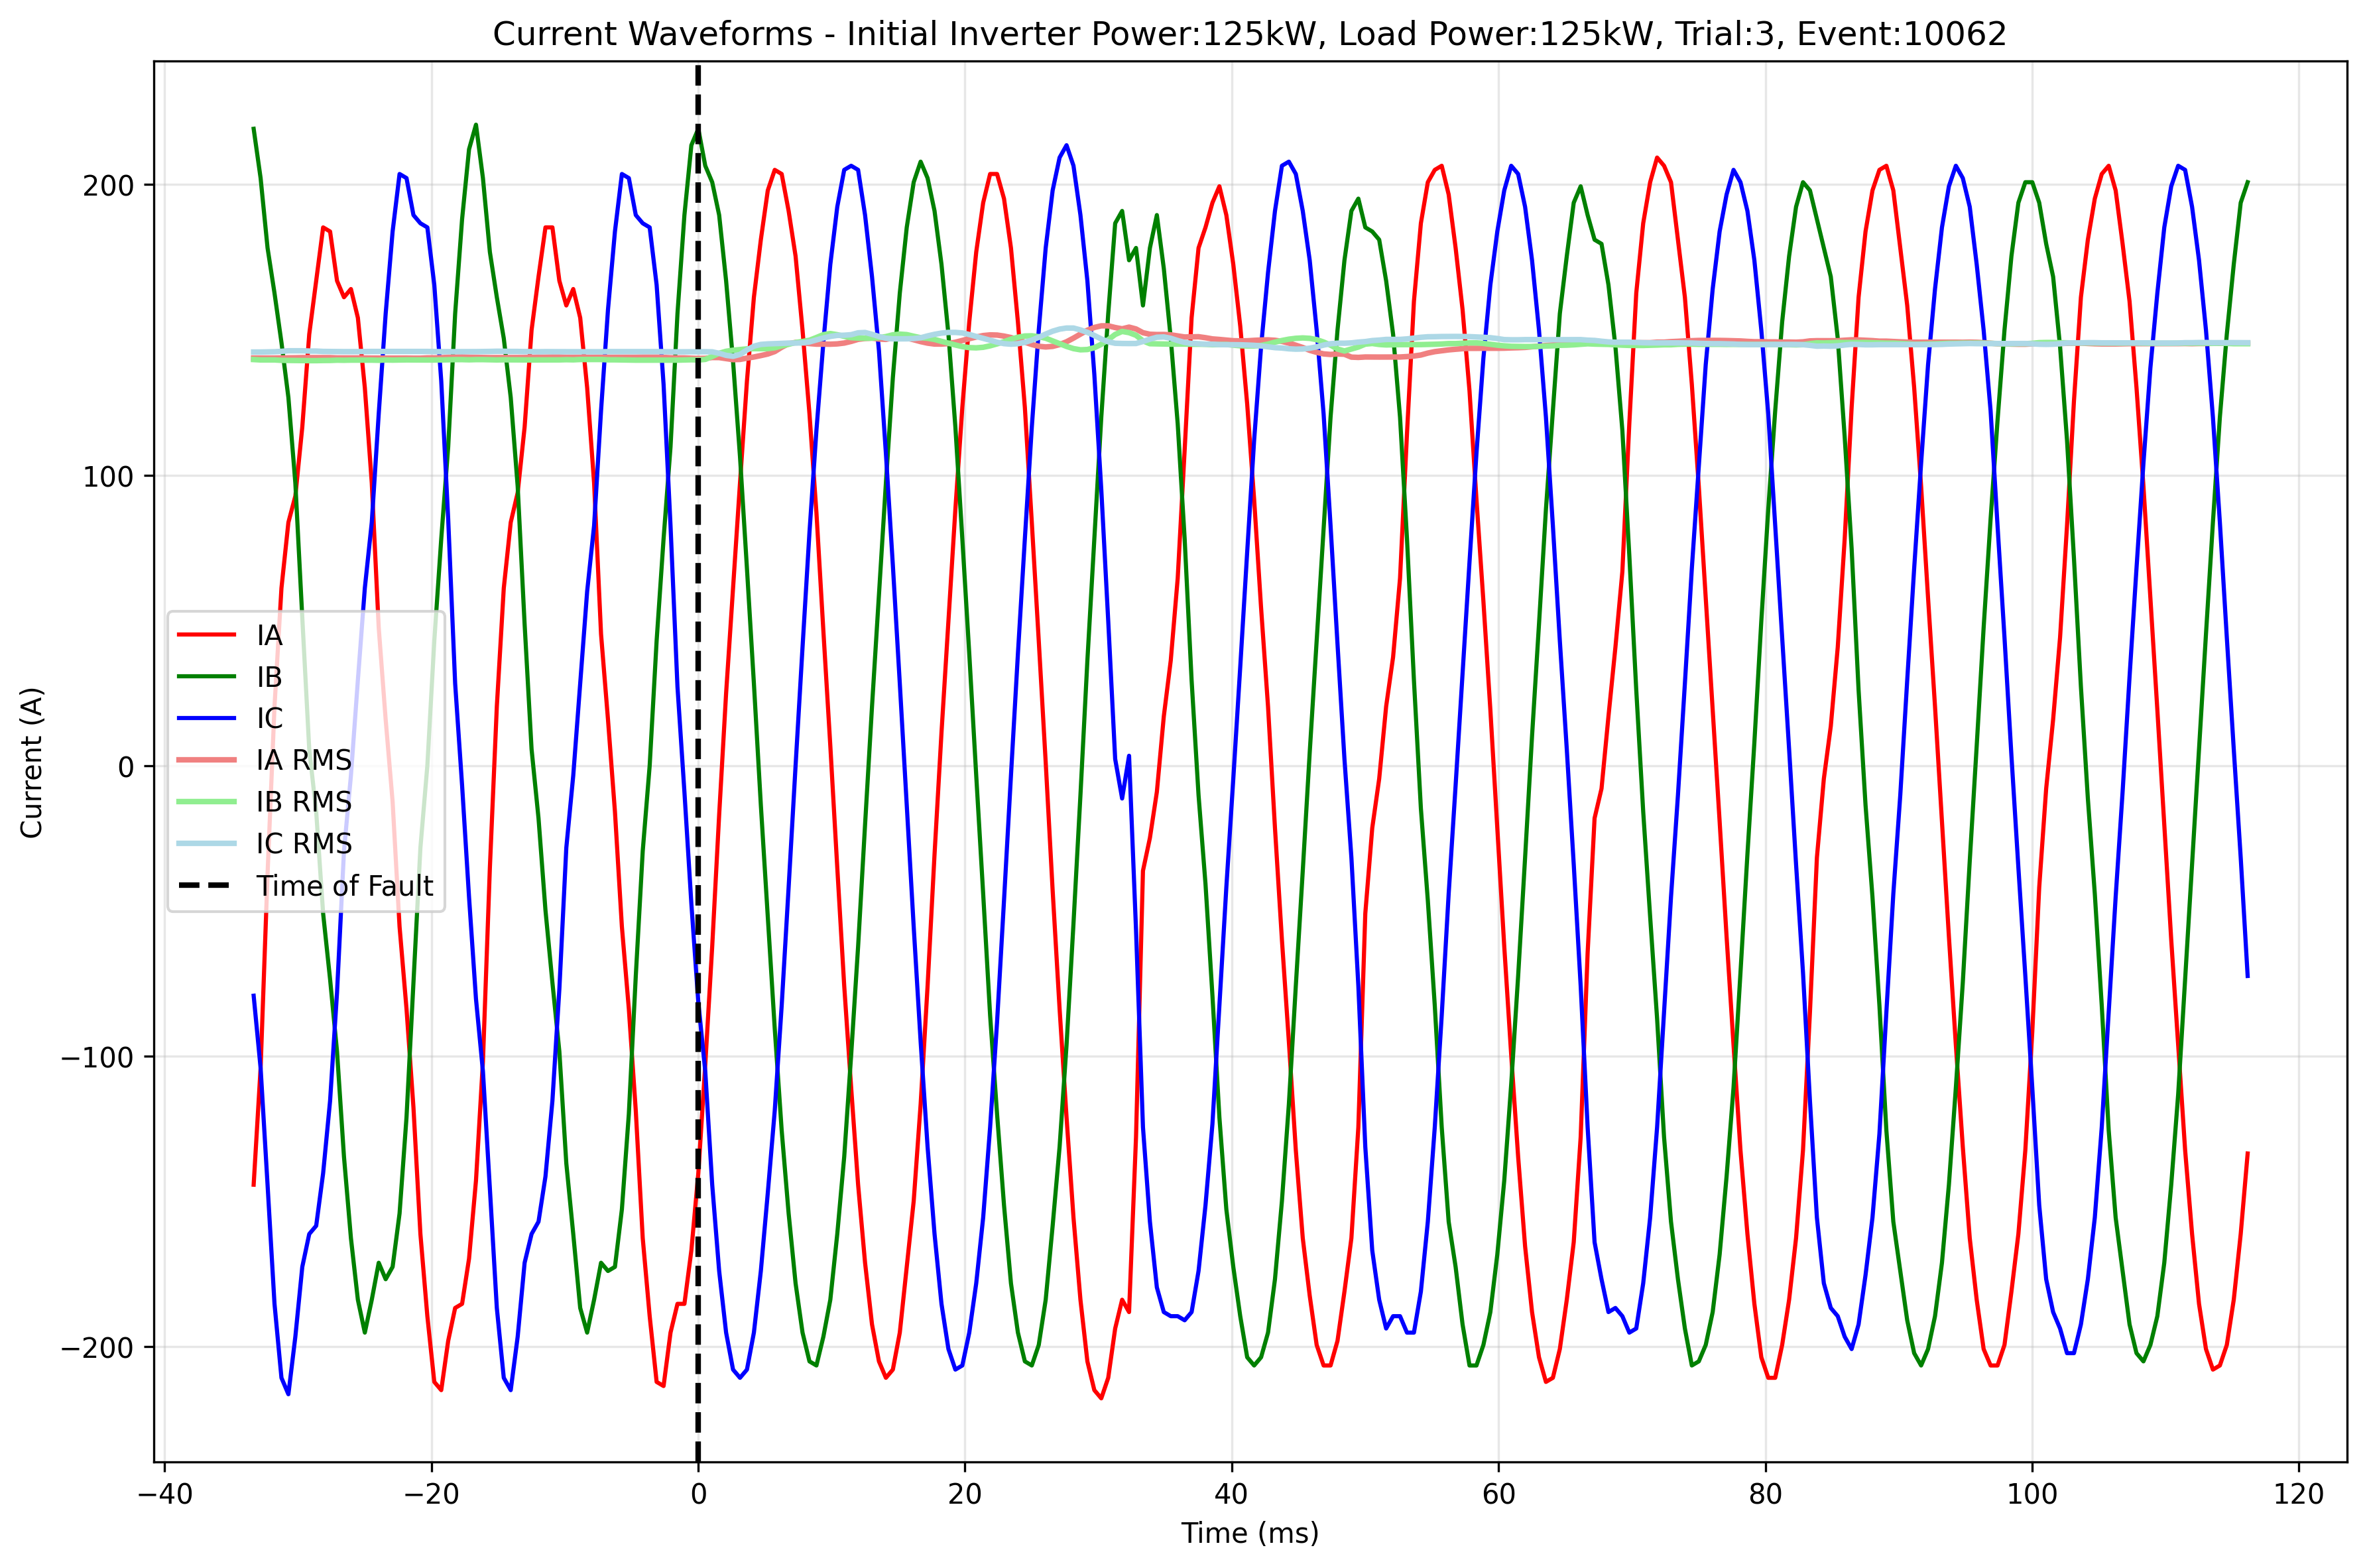 Current Waveforms - Initial Inverter Power:125kW, Load Power:125kW, Trial:3, Event:10062
Current (A)
200
100
0
−100
−200
IA
IB
IC
IA RMS
IB RMS
IC RMS
Time of Fault
−40
−20
0
20
40
60
80
100
120
Time (ms)